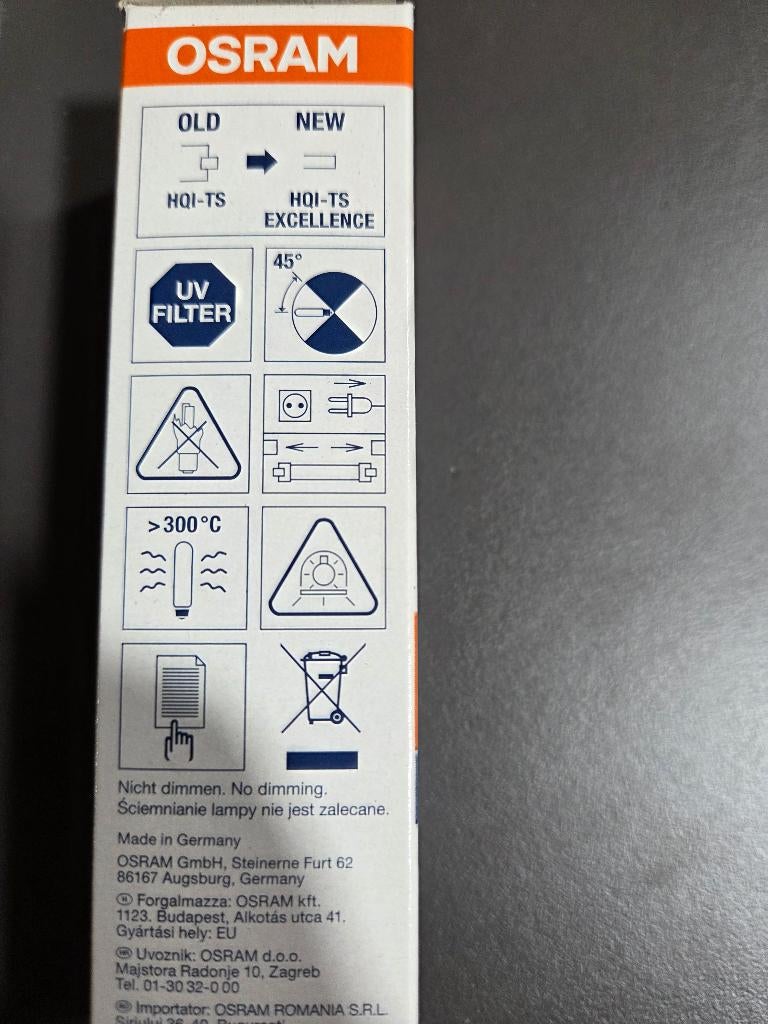 OSRAM
OLD NEW
HQI-TS HQI-TS
EXCELLENCE
UV
FILTER
45°
>300°C
Nicht dimmen. No dimming.
Ściemnianie lampy nie jest zalecane.
Made in Germany
OSRAM GmbH, Steinerne Furt 62
86167 Augsburg, Germany
H Forgalmazza: OSRAM kft.
1123. Budapest, Alkotás utca 41.
Gyártási hely: EU
HR Uvoznik: OSRAM d.o.o.
Majstora Radonje 10, Zagreb
Tel. 01-30 32-0 00
RO Importator: OSRAM ROMANIA S.R.L.